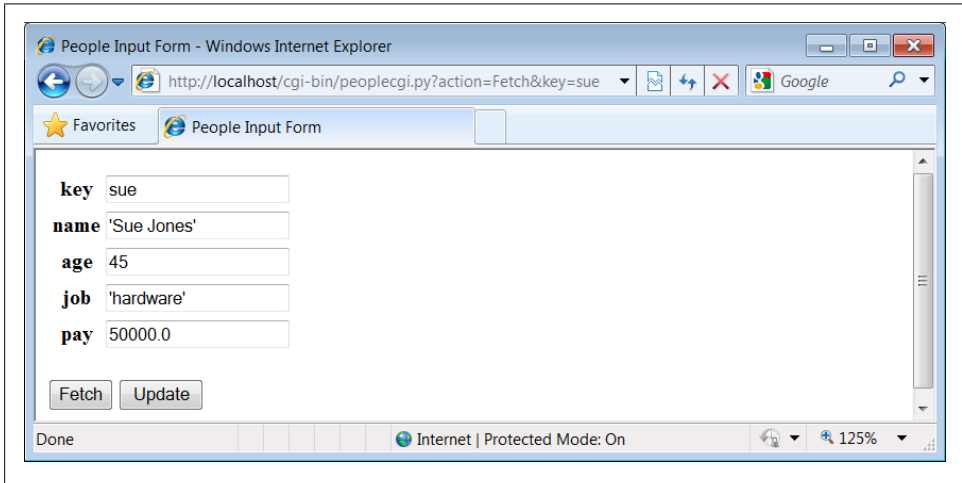 People Input Form - Windows Internet Explorer
http://localhost/cgi-bin/peoplecgi.py?action=Fetch&key=sue Google
Favorites People Input Form
key sue
name 'Sue Jones'
age 45
job 'hardware'
pay 50000.0
Fetch Update
Done Internet | Protected Mode: On 125%